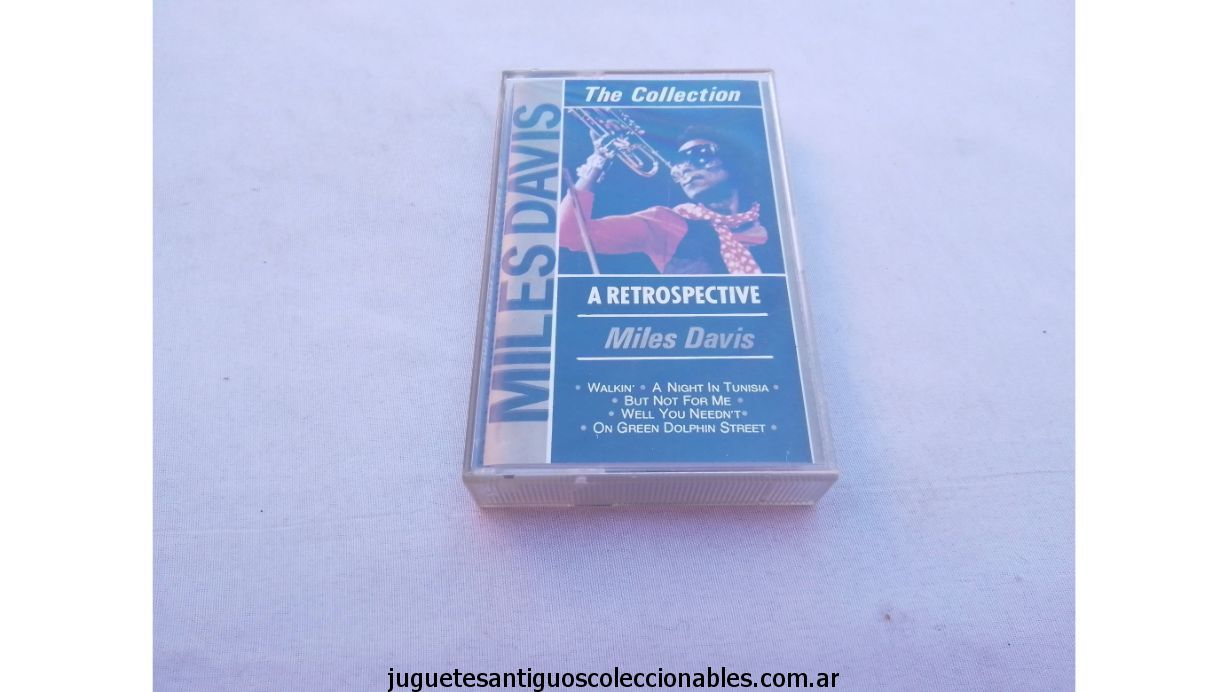 The Collection
MILES DAVIS
A RETROSPECTIVE
Miles Davis
• WALKIN' • A NIGHT IN TUNISIA •
• BUT NOT FOR ME •
• WELL YOU NEEDN'T •
• ON GREEN DOLPHIN STREET •
juguetesantiguoscoleccionables.com.ar